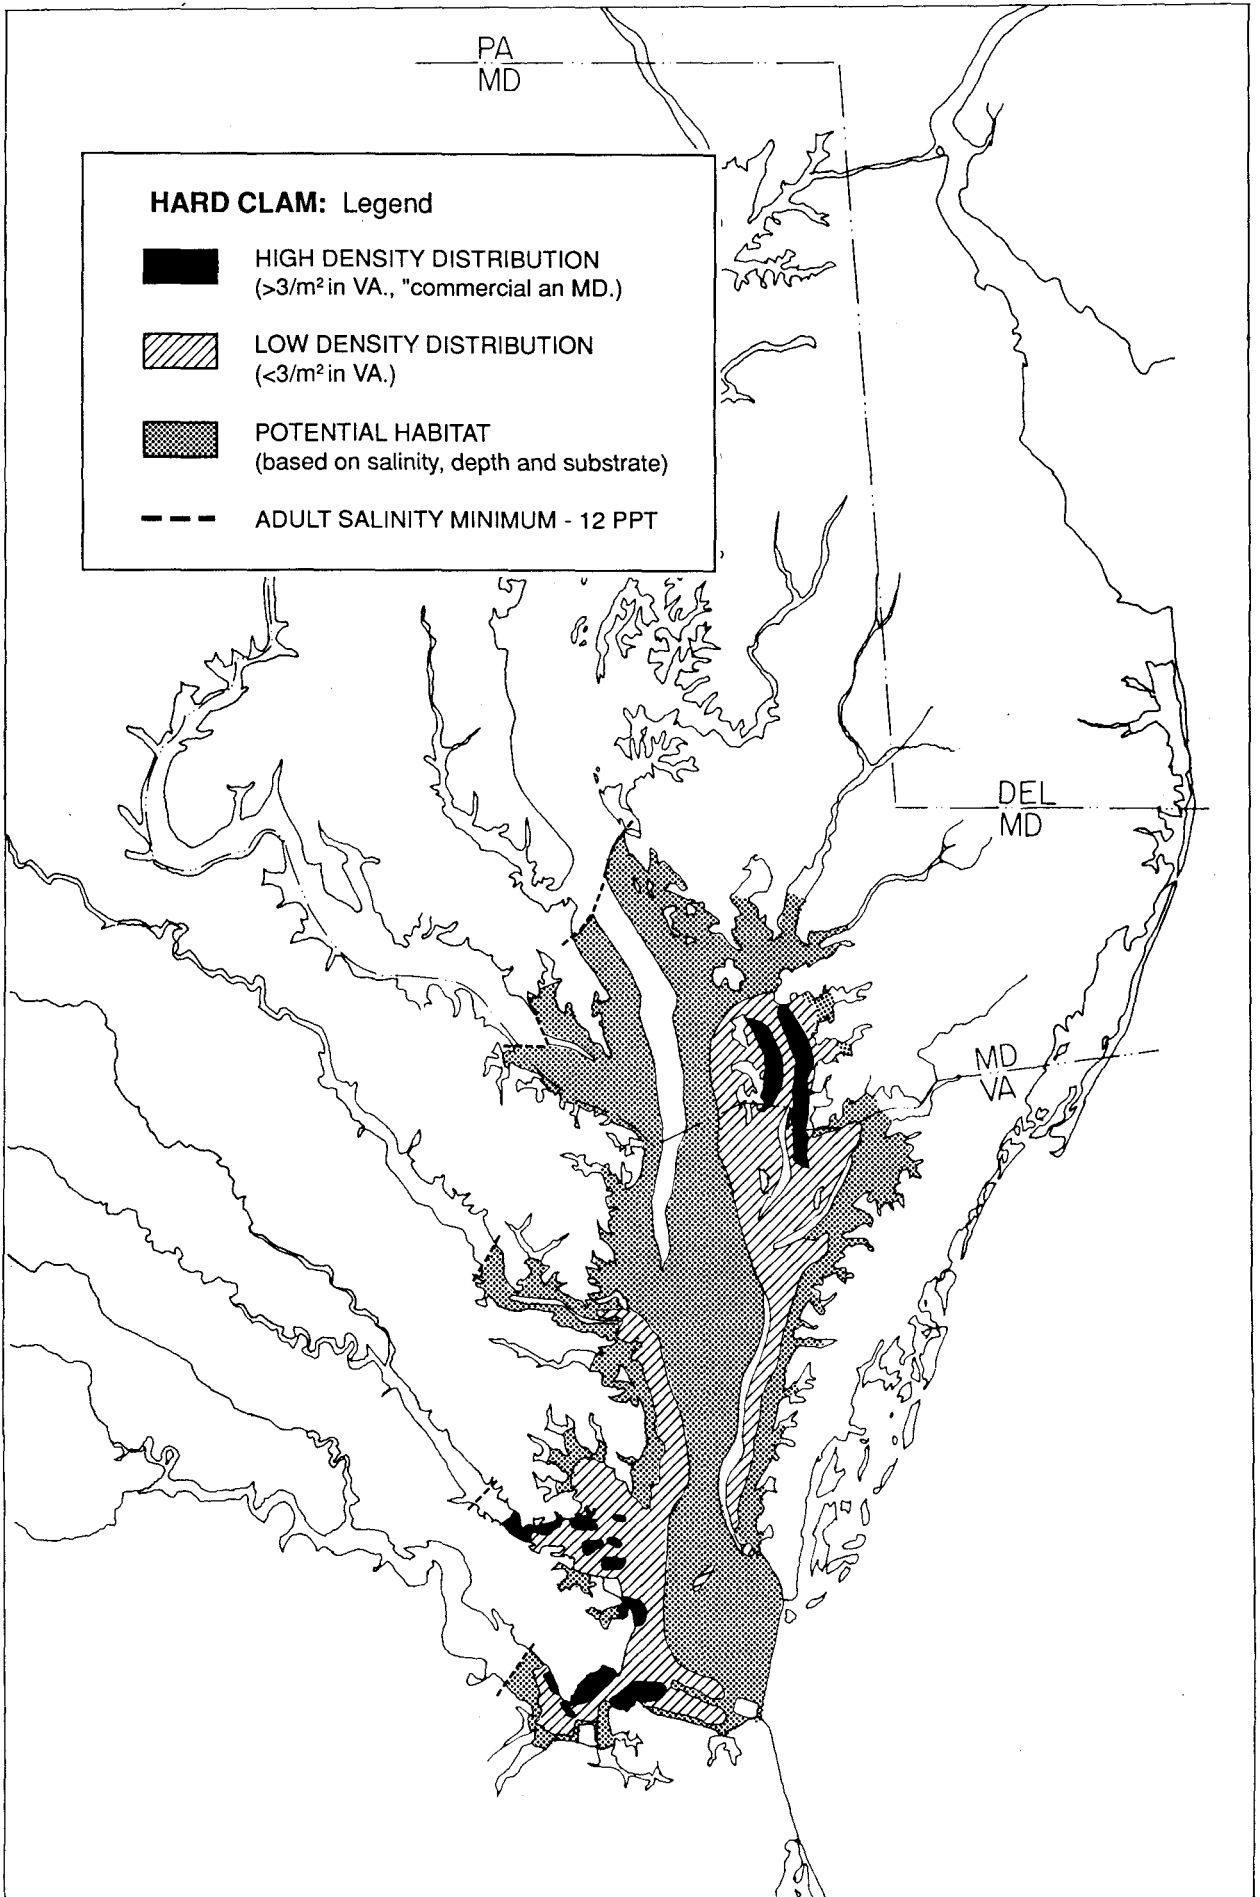 PA
MD
HARD CLAM: Legend
HIGH DENSITY DISTRIBUTION
(>3/m² in VA., "commercial an MD.)
LOW DENSITY DISTRIBUTION
(<3/m² in VA.)
POTENTIAL HABITAT
(based on salinity, depth and substrate)
ADULT SALINITY MINIMUM - 12 PPT
DEL
MD
MD
VA